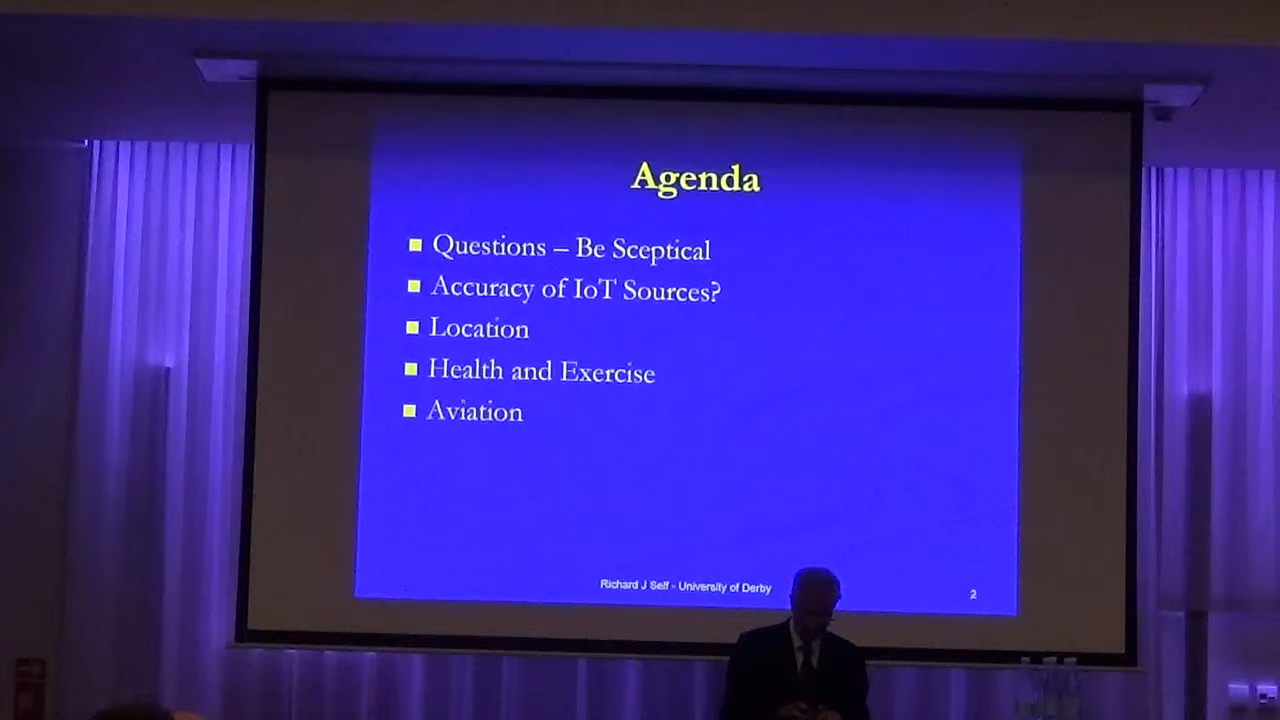 Agenda
Questions – Be Sceptical
Accuracy of IoT Sources?
Location
Health and Exercise
Aviation
Richard J Self - University of Derby
2